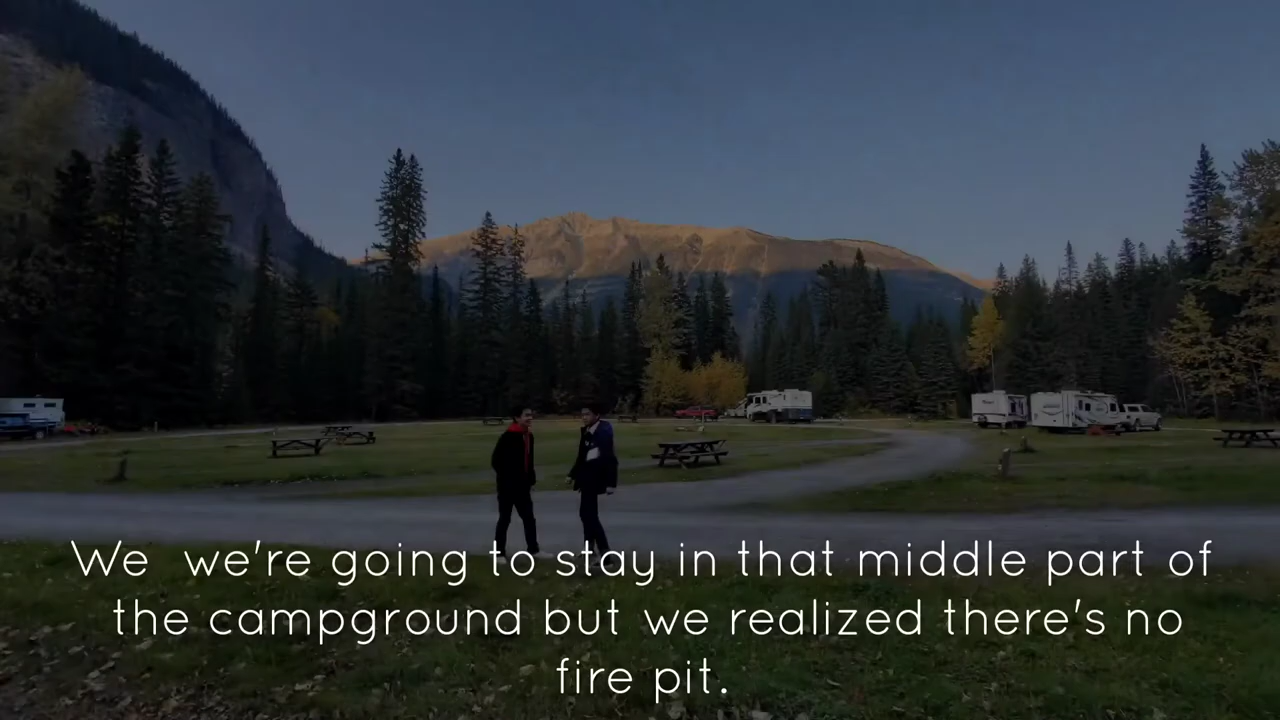 We  we're going to stay in that middle part of
the campground but we realized there's no
fire pit.